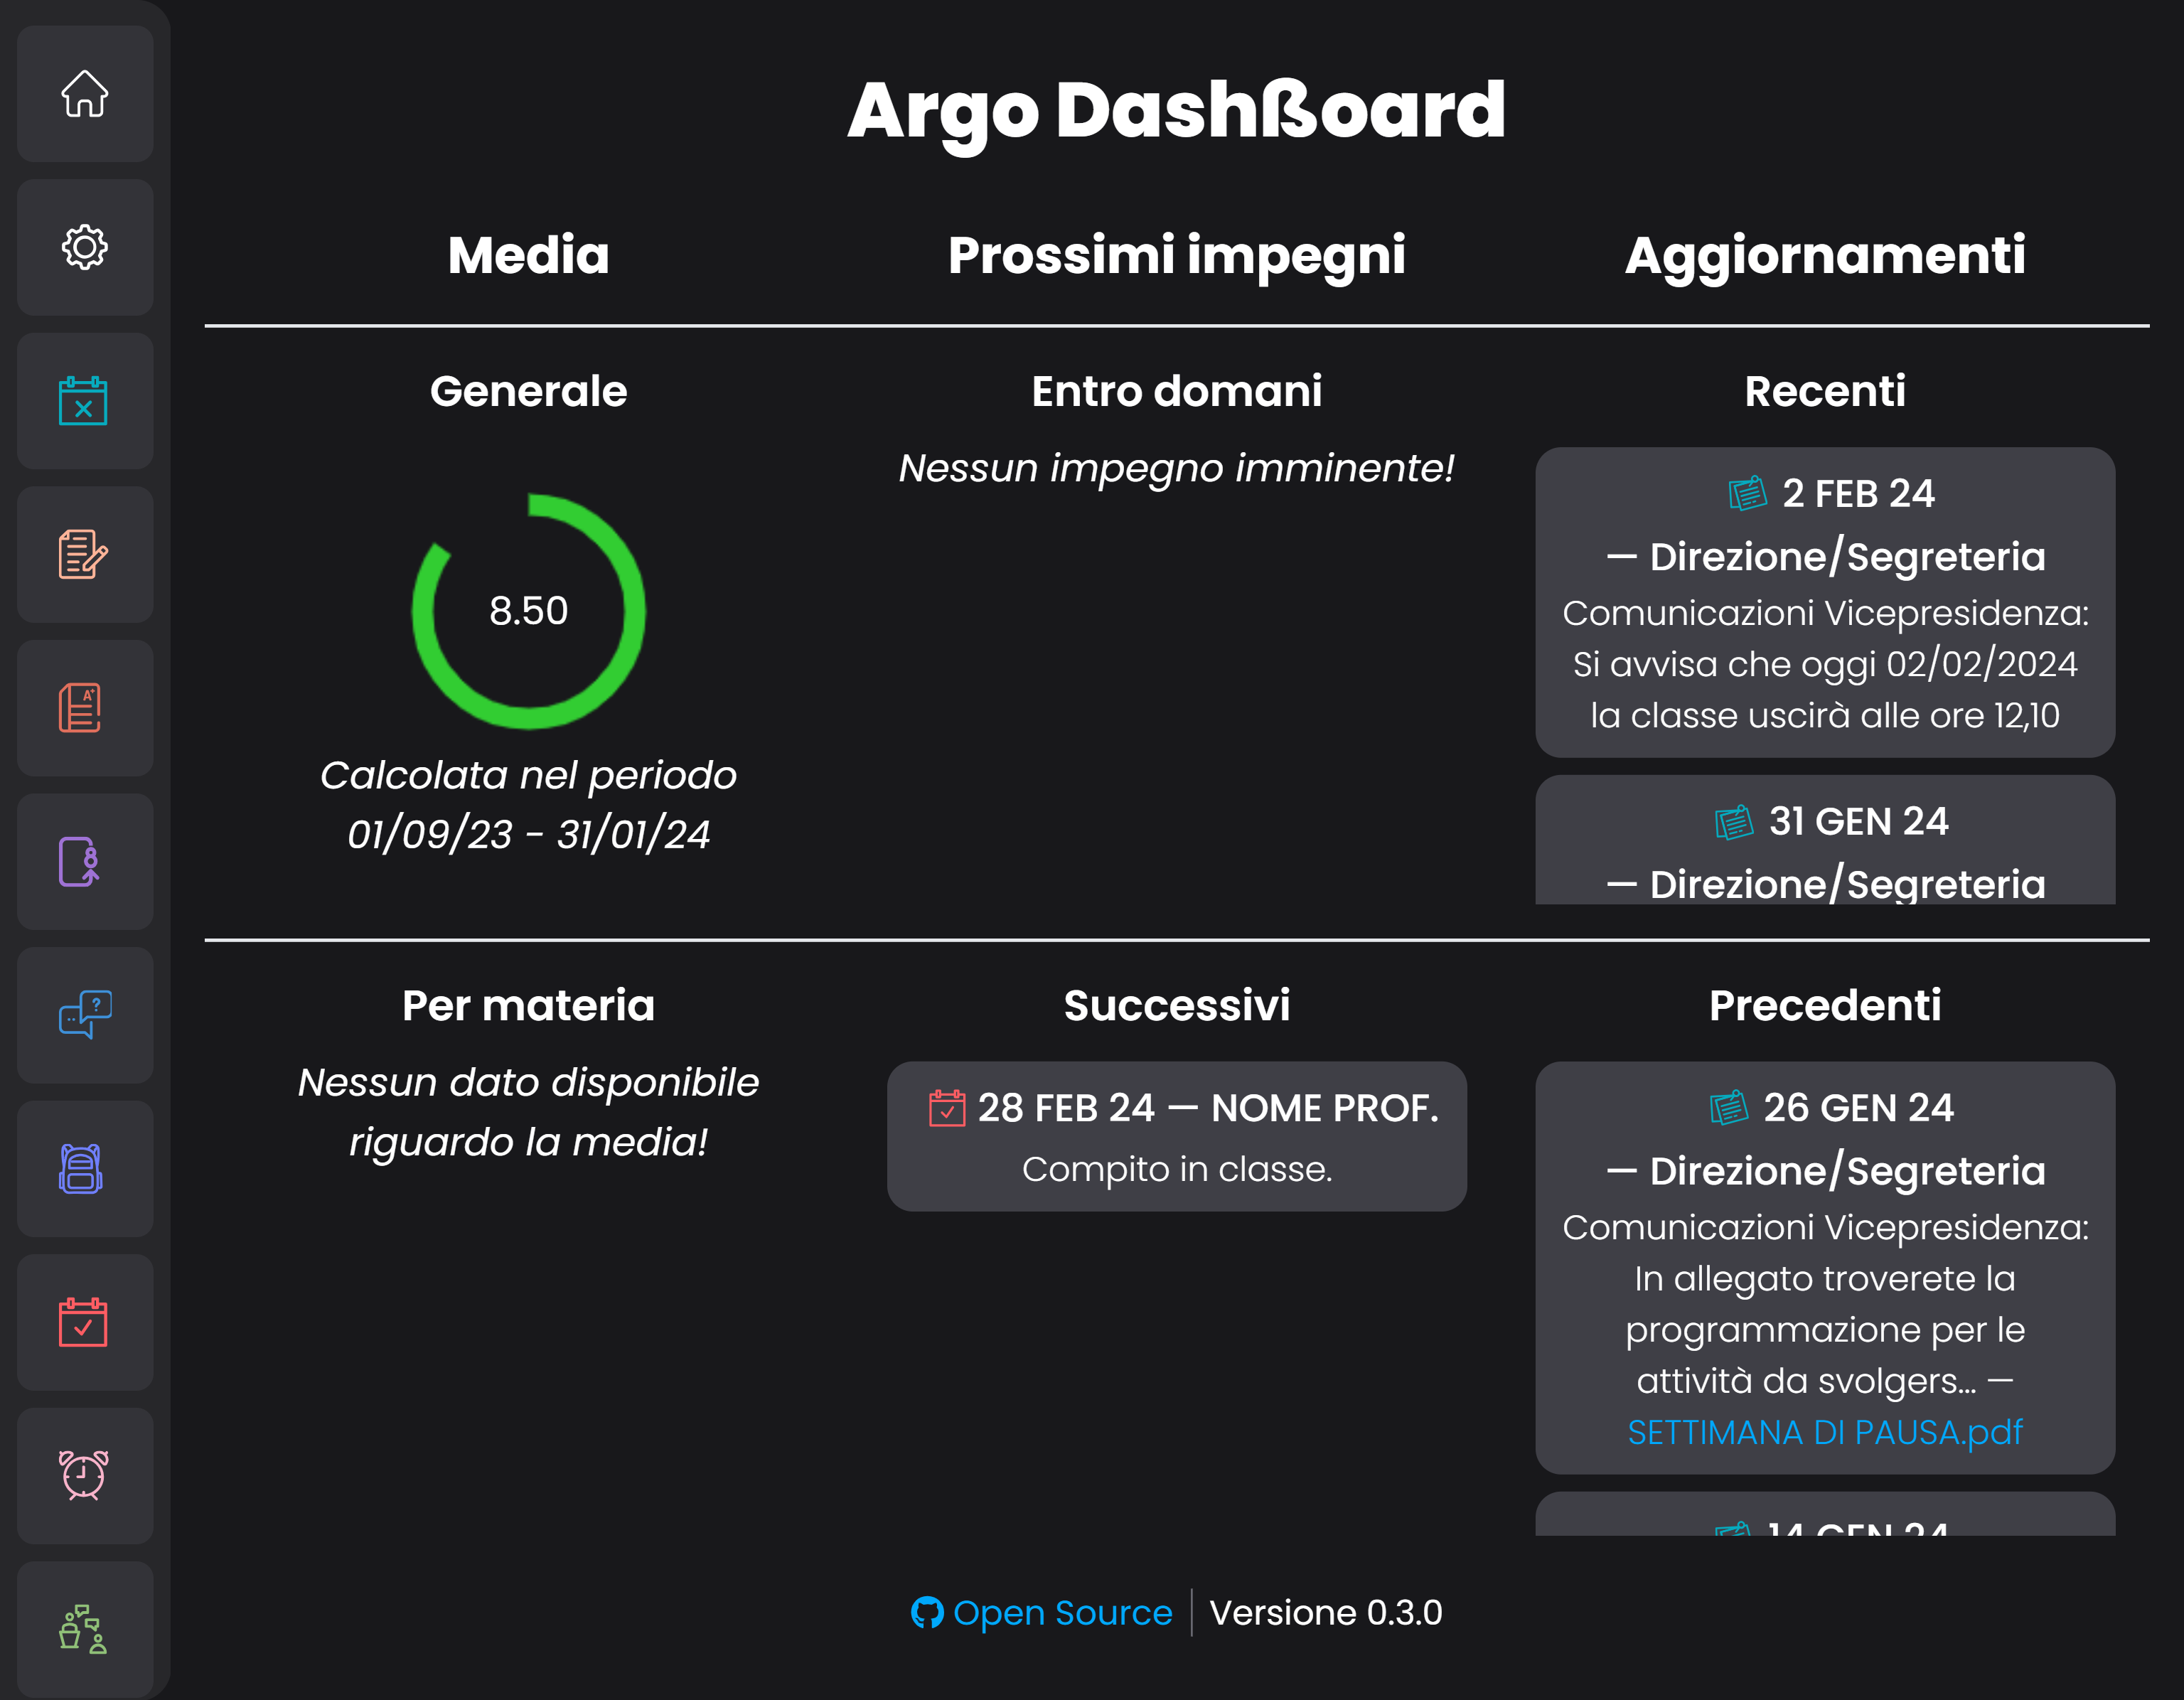 Argo Dashßoard
Media
Prossimi impegni
Aggiornamenti
Generale
8.50
Calcolata nel periodo
01/09/23 - 31/01/24
Entro domani
Nessun impegno imminente!
Recenti
2 FEB 24
— Direzione/Segreteria
Comunicazioni Vicepresidenza:
Si avvisa che oggi 02/02/2024
la classe uscirà alle ore 12,10
31 GEN 24
— Direzione/Segreteria
Per materia
Nessun dato disponibile
riguardo la media!
Successivi
28 FEB 24 — NOME PROF.
Compito in classe.
Precedenti
26 GEN 24
— Direzione/Segreteria
Comunicazioni Vicepresidenza:
In allegato troverete la
programmazione per le
attività da svolgers... —
SETTIMANA DI PAUSA.pdf
14 GEN 24
Open Source
Versione 0.3.0